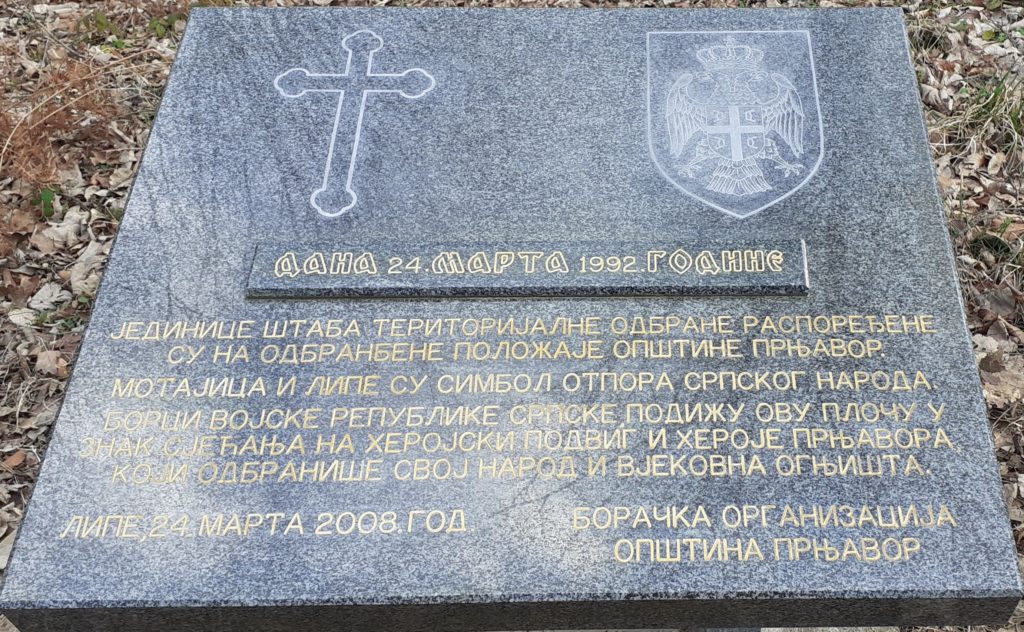 ДАНА 24. МАРТА 1992. ГОДИНЕ
ЈЕДИНИЦЕ ШТАБА ТЕРИТОРИЈАЛНЕ ОДБРАНЕ РАСПОРЕЂЕНЕ
СУ НА ОДБРАНБЕНЕ ПОЛОЖАЈЕ ОПШТИНЕ ПРЊАВОР.
МОТАЈИЦА И ЛИПЕ СУ СИМБОЛ ОТПОРА СРПСКОГ НАРОДА.
БОРЦИ ВОЈСКЕ РЕПУБЛИКЕ СРПСКЕ, ПОДИЖУ ОВУ ПЛОЧУ У
ЗНАК СЈЕЋАЊА НА ХЕРОЈСКИ ПОДВИГ И ХЕРОЈЕ ПРЊАВОРА,
КОЈИ ОДБРАНИШЕ СВОЈ НАРОД И ВЈЕКОВНА ОГЊИШТА.
ЛИПЕ, 24. МАРТА 2008. ГОД.
БОРАЧКА ОРГАНИЗАЦИЈА
ОПШТИНА ПРЊАВОР